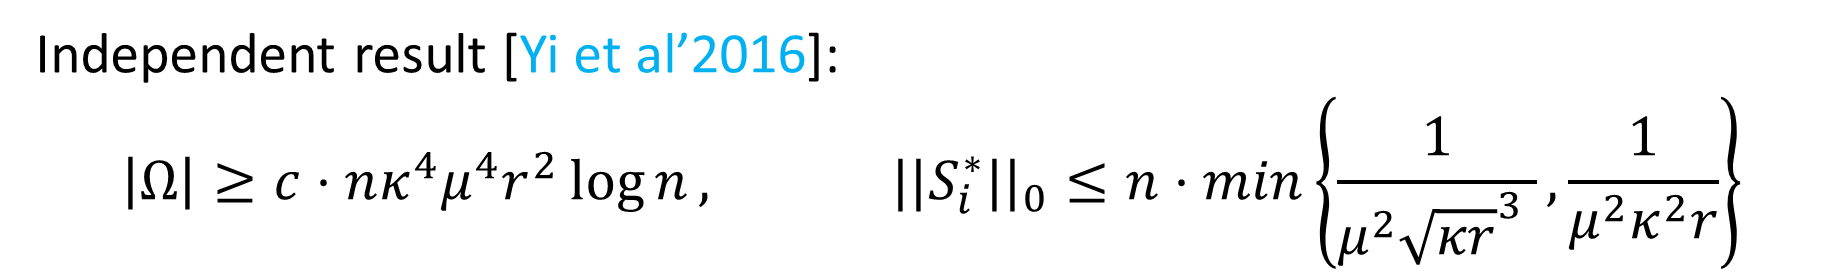 Independent result [Yi et al’2016]:
|Ω| ≥ c · nκ⁴μ⁴r² log n , ||S*ᵢ||₀ ≤ n · min {1/(μ²√(κr)³), 1/(μ²κ²r)}